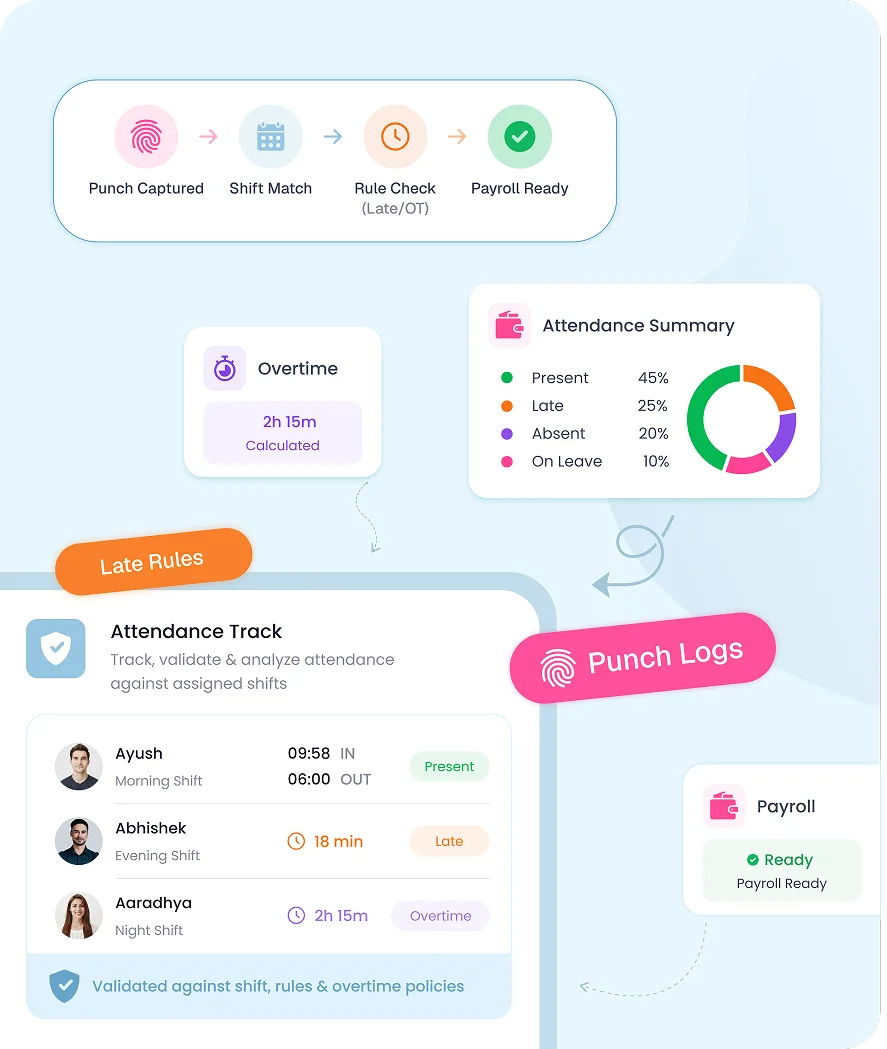 Punch Captured
Shift Match
Rule Check
(Late/OT)
Payroll Ready
Attendance Summary
Present 45%
Late 25%
Absent 20%
On Leave 10%
Overtime
2h 15m
Calculated
Late Rules
Attendance Track
Track, validate & analyze attendance
against assigned shifts
Punch Logs
Ayush
Morning Shift
09:58 IN
06:00 OUT
Present
Abhishek
Evening Shift
18 min
Late
Aaradhya
Night Shift
2h 15m
Overtime
Validated against shift, rules & overtime policies
Payroll
Ready
Payroll Ready